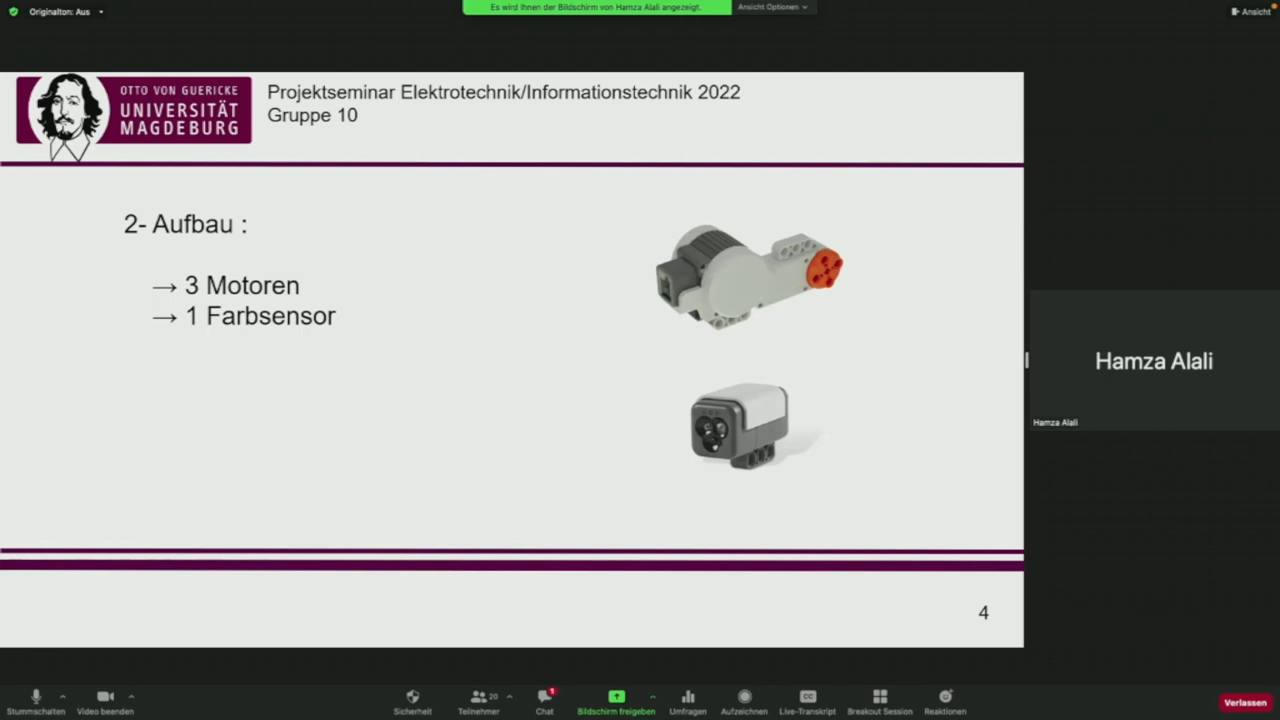 Originalton: Aus
Es wird Ihnen der Bildschirm von Hamza Alali angezeigt.
Ansicht Optionen
Ansicht
OTTO VON GUERICKE
UNIVERSITÄT
MAGDEBURG
Projektseminar Elektrotechnik/Informationstechnik 2022
Gruppe 10
2- Aufbau :
→ 3 Motoren
→ 1 Farbsensor
Hamza Alali
Hamza Alali
4
Stummschalten
Video beenden
Sicherheit
Teilnehmer
20
Chat
1
Bildschirm freigeben
Umfragen
Aufzeichnen
CC
Live-Transkript
Breakout Session
Reaktionen
Verlassen